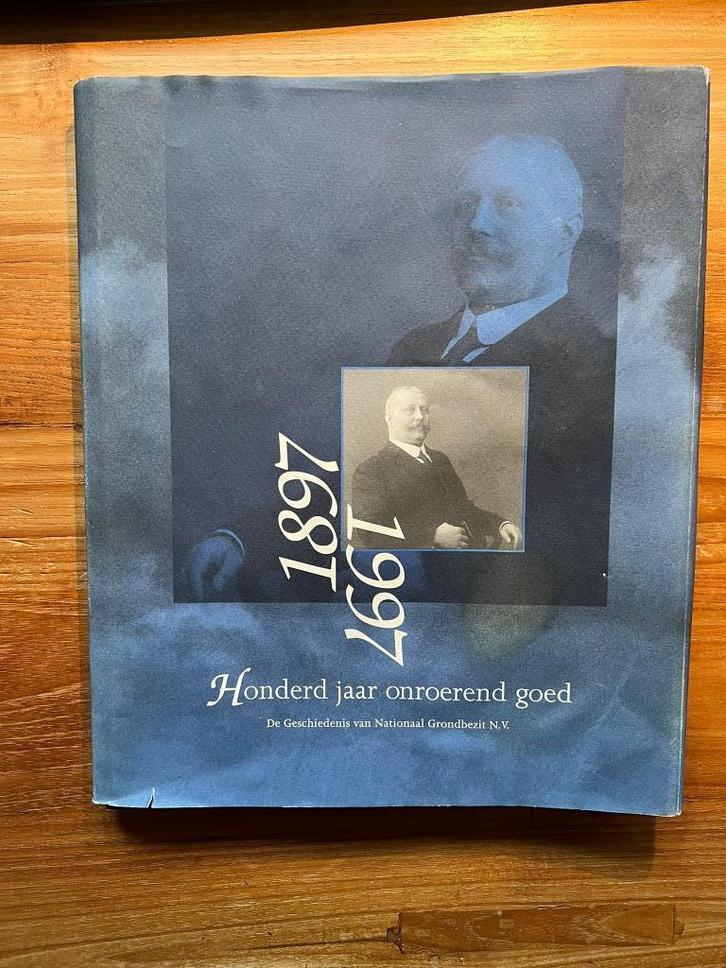 1897
1997
Honderd jaar onroerend goed
De Geschiedenis van Nationaal Grondbezit N.V.